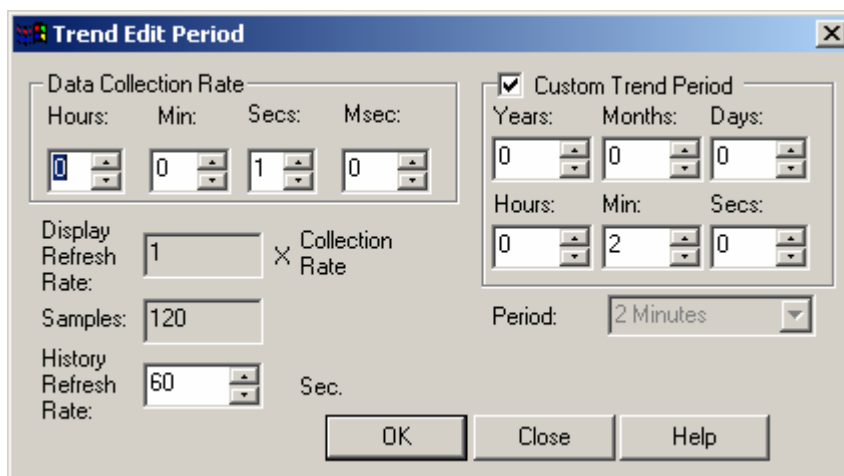 Trend Edit Period
Data Collection Rate
Hours: Min: Secs: Msec:
0 0 1 0
Custom Trend Period
Years: Months: Days:
0 0 0
Hours: Min: Secs:
0 2 0
Display
Refresh
Rate:
1
X
Collection
Rate
Samples: 120
Period: 2 Minutes
History
Refresh
Rate:
60
Sec.
OK Close Help